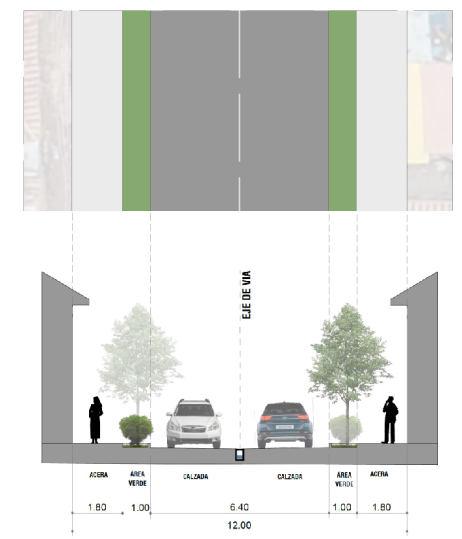 EJE DE VIA
ACERA
ÁREA
VERDE
CALZADA
CALZADA
ÁREA
VERDE
ACERA
1.80
1.00
6.40
1.00
1.80
12.00